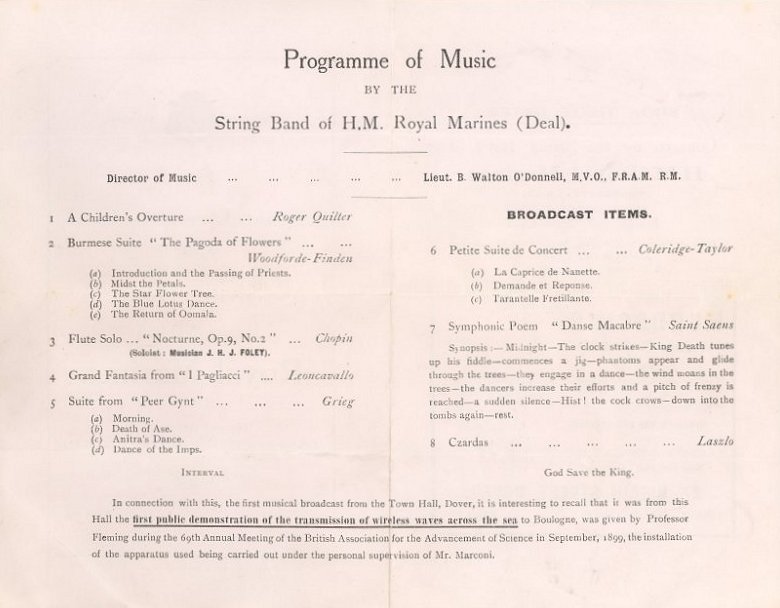 Programme of Music
BY THE
String Band of H.M. Royal Marines (Deal).
Director of Music ... ... ... ... ... Lieut. B. Walton O'Donnell, M.V.O., F.R.A.M. R.M.
1 A Children's Overture ... ... Roger Quilter
2 Burmese Suite "The Pagoda of Flowers" ... ...
Woodforde-Finden
(a) Introduction and the Passing of Priests.
(b) Midst the Petals.
(c) The Star Flower Tree.
(d) The Blue Lotus Dance.
(e) The Return of Oomala.
3 Flute Solo ... "Nocturne, Op.9, No.2" ... Chopin
(Soloist : Musician J. H. J. FOLEY).
4 Grand Fantasia from "I Pagliacci" .... Leoncavallo
5 Suite from "Peer Gynt" ... ... ... Grieg
(a) Morning.
(b) Death of Ase.
(c) Anitra's Dance.
(d) Dance of the Imps.
INTERVAL
BROADCAST ITEMS.
6 Petite Suite de Concert ... ... Coleridge-Taylor
(a) La Caprice de Nanette.
(b) Demande et Reponse.
(c) Tarantelle Fretillante.
7 Symphonic Poem "Danse Macabre" Saint Saens
Synopsis :— Midnight—The clock strikes—King Death tunes
up his fiddle—commences a jig—phantoms appear and glide
through the trees—they engage in a dance—the wind moans in the
trees—the dancers increase their efforts and a pitch of frenzy is
reached—a sudden silence—Hist! the cock crows—down into the
tombs again—rest.
8 Czardas ... ... ... ... ... Laszlo
God Save the King.
In connection with this, the first musical broadcast from the Town Hall, Dover, it is interesting to recall that it was from this
Hall the first public demonstration of the transmission of wireless waves across the sea to Boulogne, was given by Professor
Fleming during the 69th Annual Meeting of the British Association for the Advancement of Science in September, 1899, the installation
of the apparatus used being carried out under the personal supervision of Mr. Marconi.